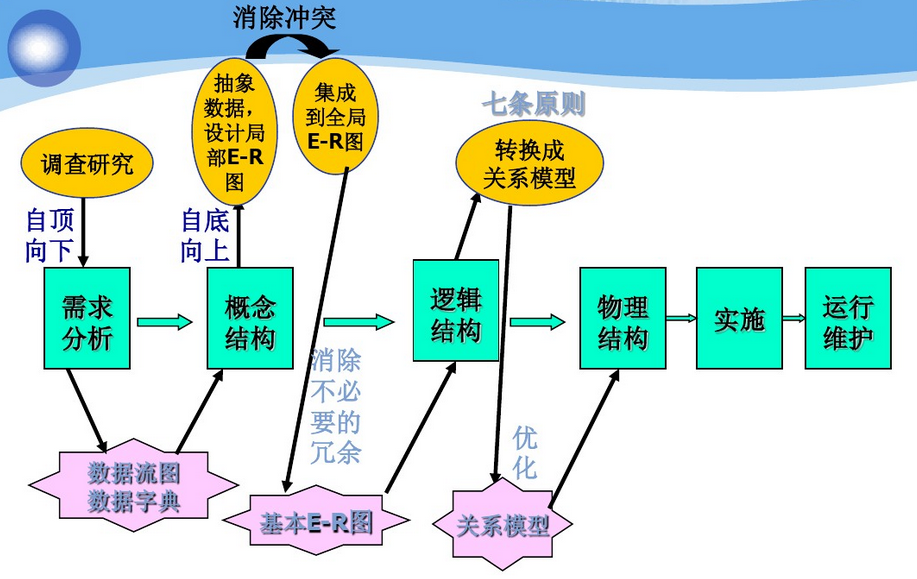 消除冲突
抽象
数据，
设计局
部E-R
图
集成
到全局
E-R图
七条原则
转换成
关系模型
调查研究
自顶
向下
自底
向上
需求
分析
概念
结构
逻辑
结构
物理
结构
实施
运行
维护
消除
不必
要的
冗余
优
化
数据流图
数据字典
基本E-R图
关系模型